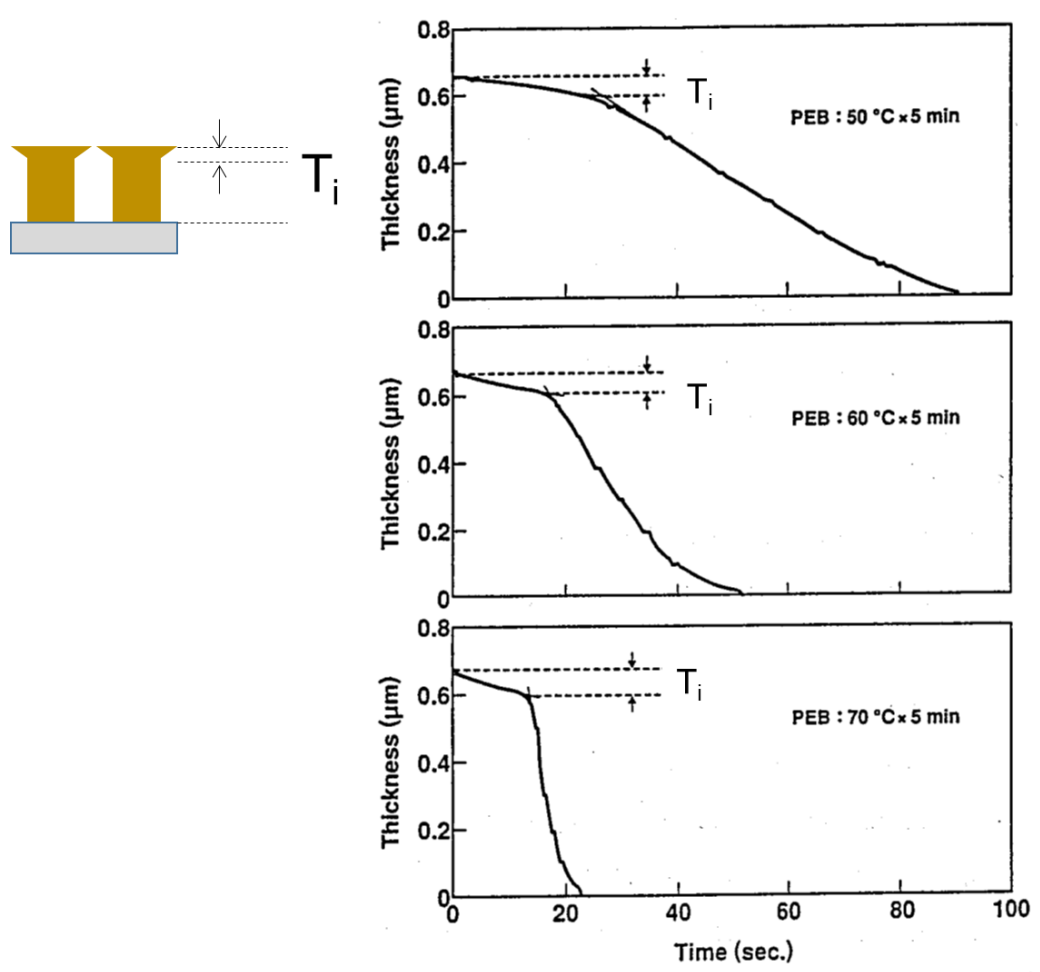 Ti
0.8
0.6
0.4
0.2
0
Thickness (µm)
Ti
PEB : 50 °C × 5 min
0.8
0.6
0.4
0.2
0
Thickness (µm)
Ti
PEB : 60 °C × 5 min
0.8
0.6
0.4
0.2
0
Thickness (µm)
Ti
PEB : 70 °C × 5 min
0 20 40 60 80 100
Time (sec.)